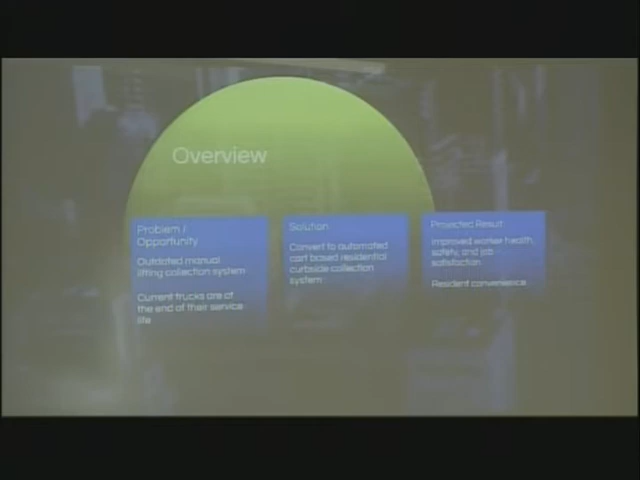 Overview
Problem /
Opportunity
Outdated manual
lifting collection system
Current trucks are at
the end of their service
life
Solution
Convert to automated
cart based residential
curbside collection
system
Projected Result
Improved worker health,
safety, and job
satisfaction
Resident convenience